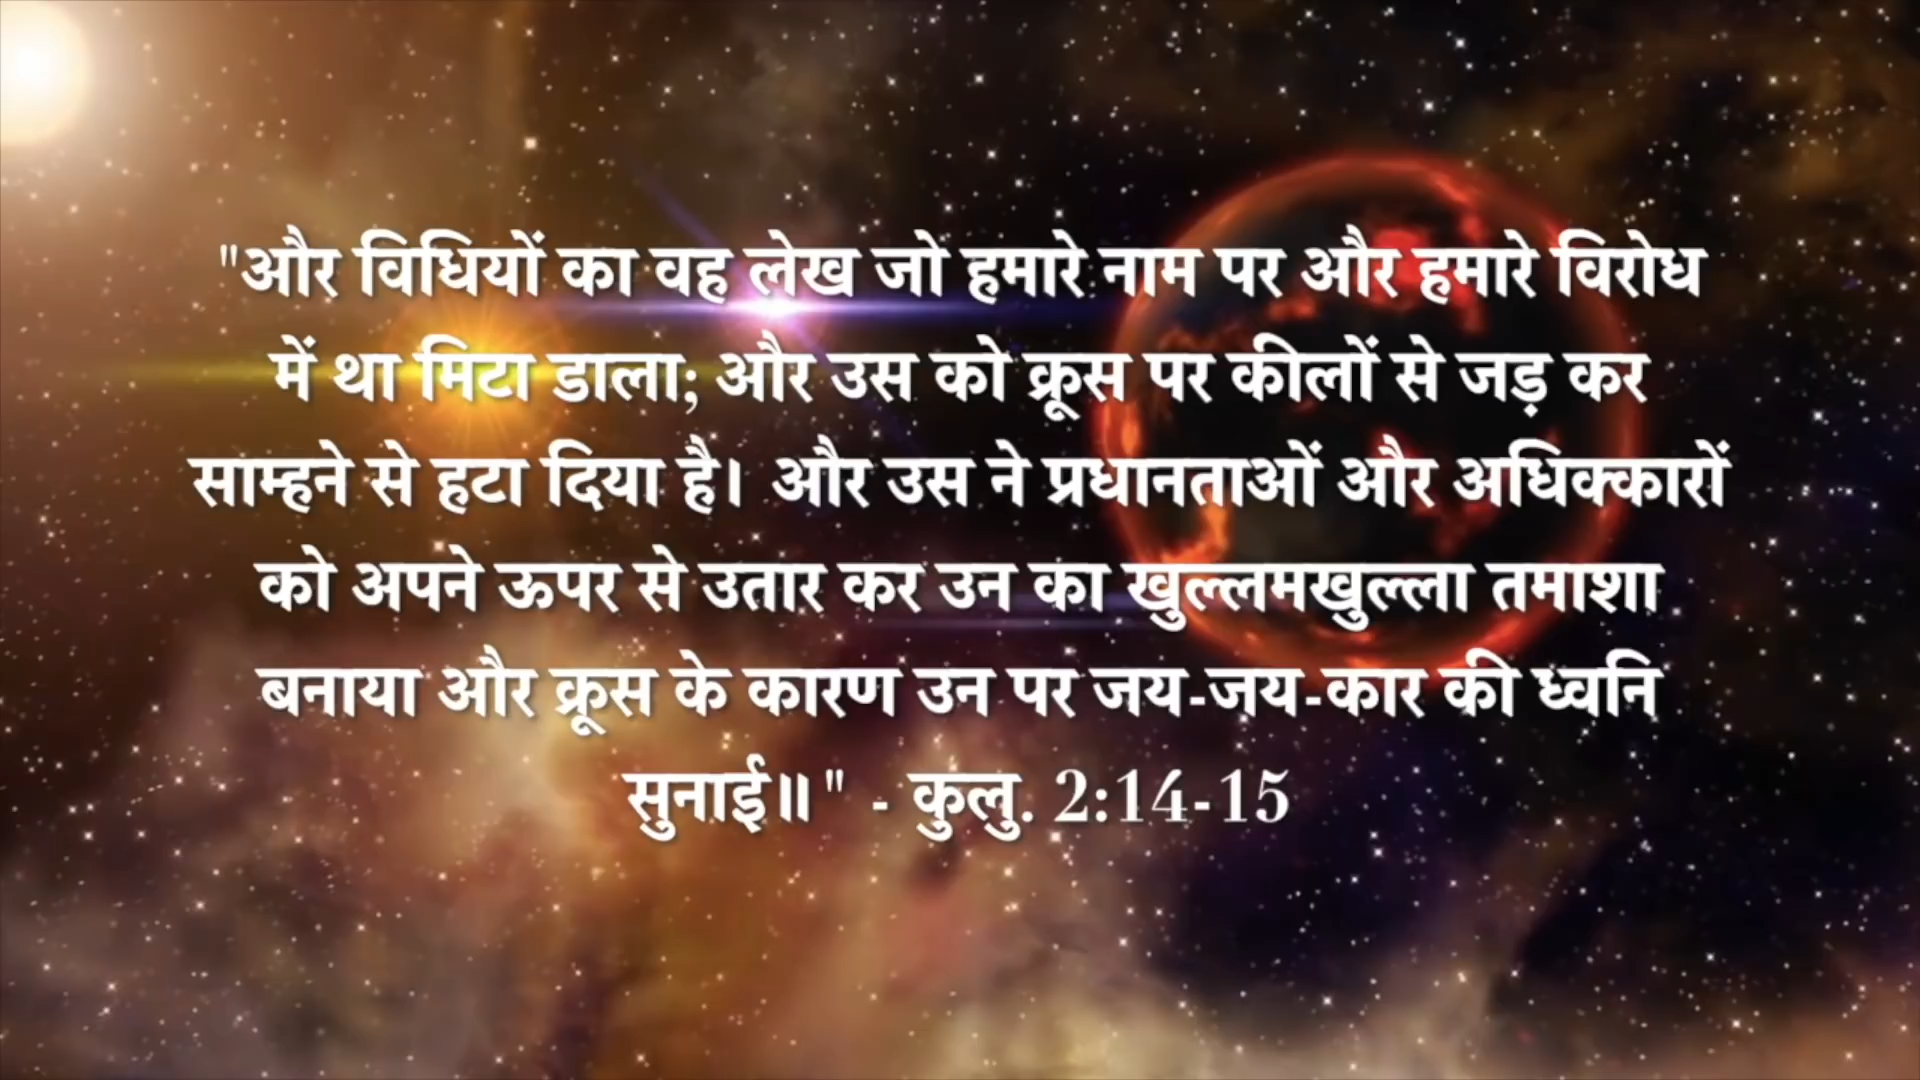 "और विधियों का वह लेख जो हमारे नाम पर और हमारे विरोध
में था मिटा डाला; और उस को क्रूस पर कीलों से जड़ कर
साम्हने से हटा दिया है। और उस ने प्रधानताओं और अधिक्कारों
को अपने ऊपर से उतार कर उन का खुल्लमखुल्ला तमाशा
बनाया और क्रूस के कारण उन पर जय-जय-कार की ध्वनि
सुनाई॥" - कुलु. 2:14-15